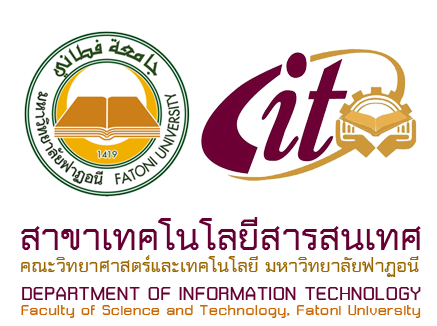 جامعة فطاني
มหาวิทยาลัยฟาฏอนี
FATONI UNIVERSITY
1419
cit
สาขาเทคโนโลยีสารสนเทศ
คณะวิทยาศาสตร์และเทคโนโลยี มหาวิทยาลัยฟาฏอนี
DEPARTMENT OF INFORMATION TECHNOLOGY
Faculty of Science and Technology, Fatoni University